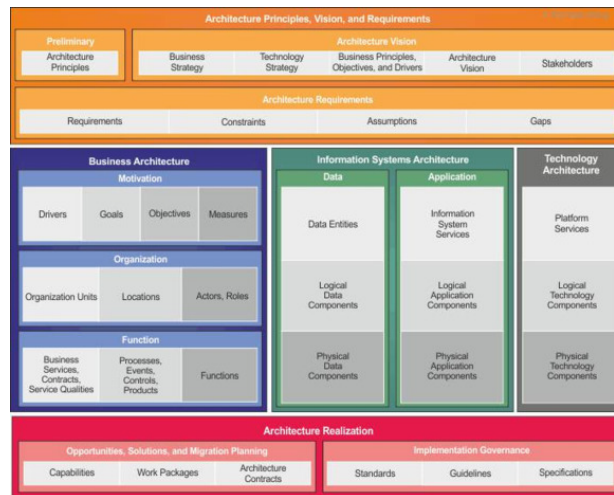 Architecture Principles, Vision, and Requirements
Preliminary
Architecture
Principles
Architecture Vision
Business
Strategy
Technology
Strategy
Business Principles,
Objectives, and Drivers
Architecture
Vision
Stakeholders
Architecture Requirements
Requirements
Constraints
Assumptions
Gaps
Business Architecture
Motivation
Drivers
Goals
Objectives
Measures
Organization
Organization Units
Locations
Actors, Roles
Function
Business
Services,
Contracts,
Service Qualities
Processes,
Events,
Controls,
Products
Functions
Information Systems Architecture
Data
Data Entities
Logical
Data
Components
Physical
Data
Components
Application
Information
System
Services
Logical
Application
Components
Physical
Application
Components
Technology
Architecture
Platform
Services
Logical
Technology
Components
Physical
Technology
Components
Architecture Realization
Opportunities, Solutions, and Migration Planning
Capabilities
Work Packages
Architecture
Contracts
Implementation Governance
Standards
Guidelines
Specifications